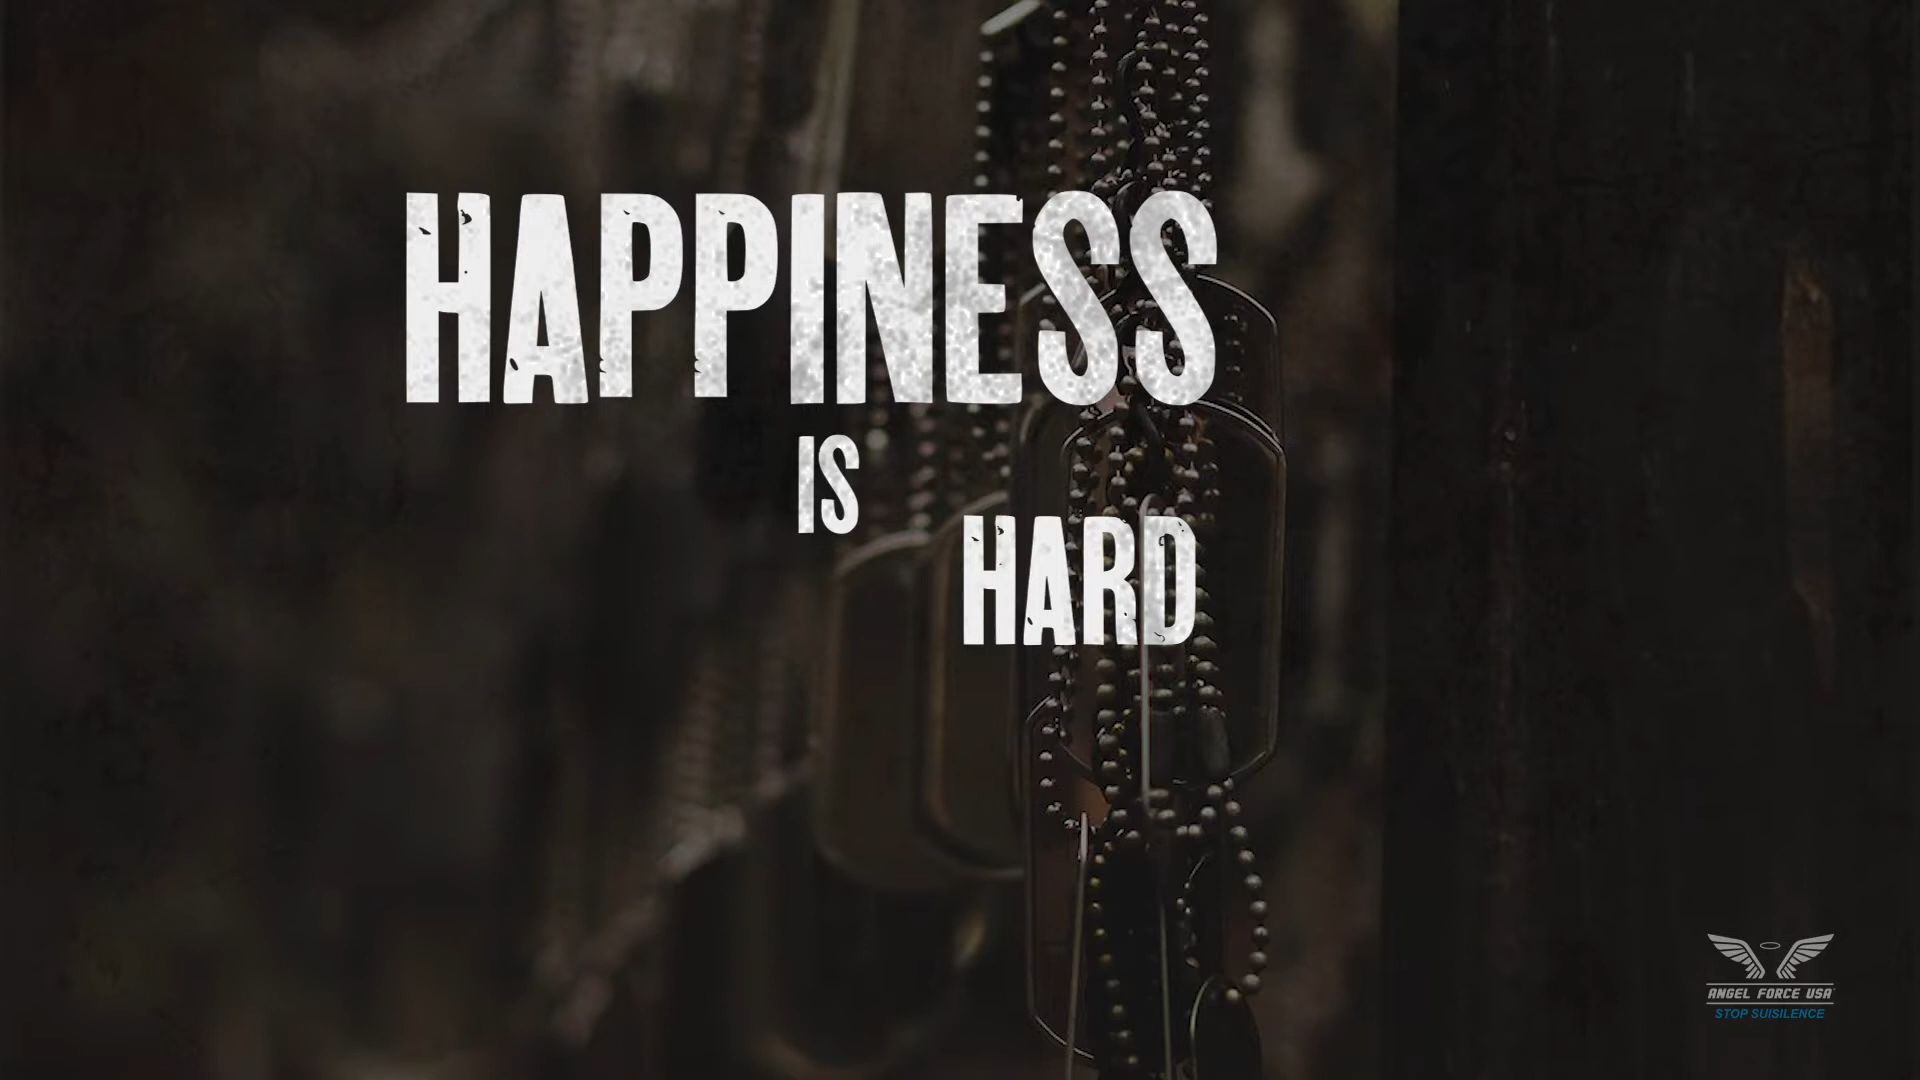 HAPPINESS
IS
HARD
ANGEL FORCE USA
STOP SUISILENCE